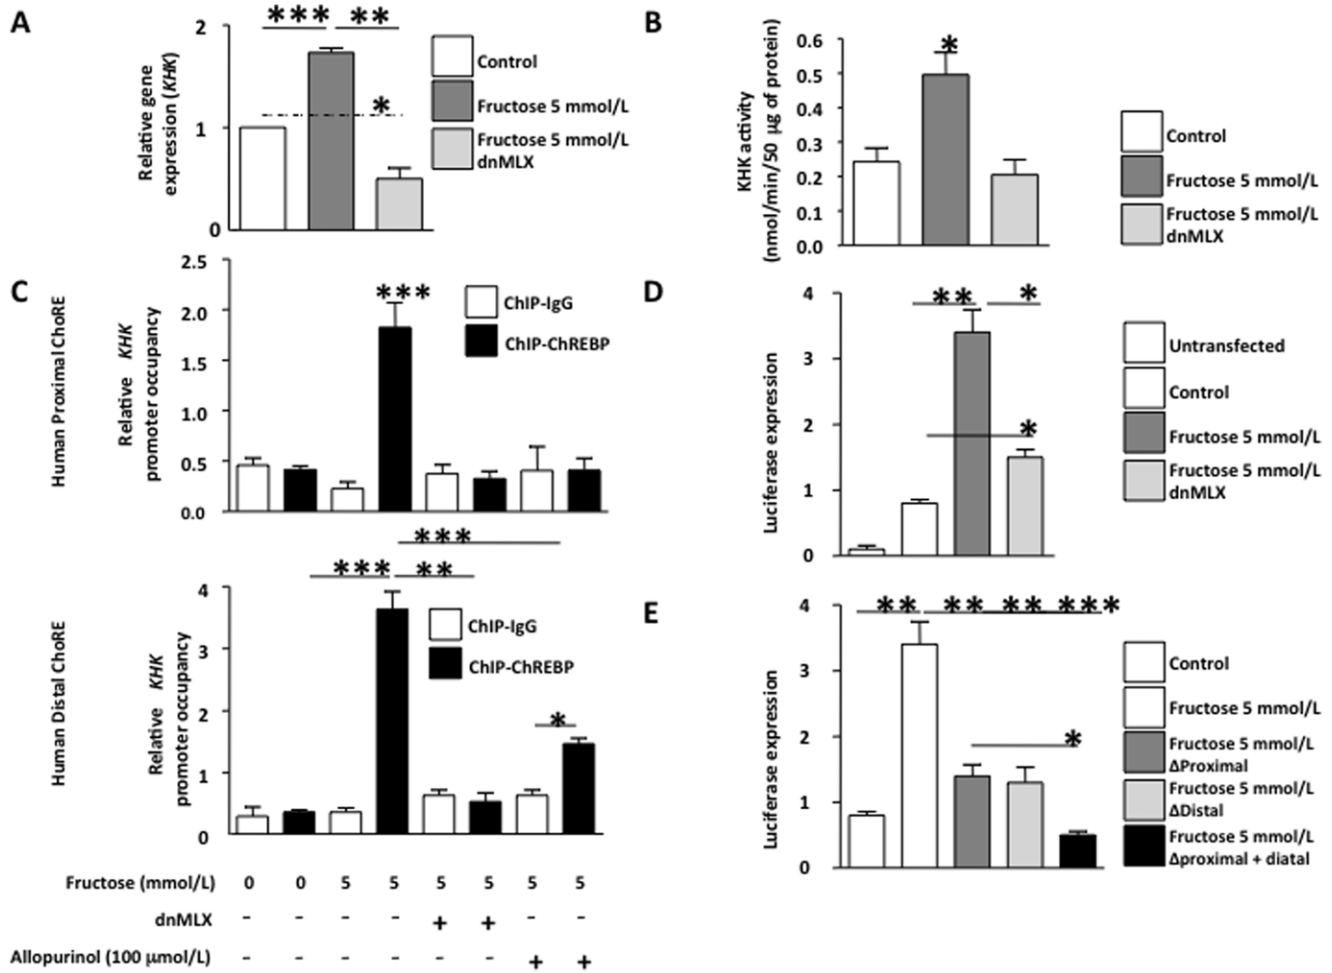 A
Relative gene
expression (KHK)
2
1
0
***
**
*
Control
Fructose 5 mmol/L
Fructose 5 mmol/L
dnMLX
B
KHK activity
(nmol/min/50 µg of protein)
0.6
0.5
0.4
0.3
0.2
0.1
0.0
*
Control
Fructose 5 mmol/L
Fructose 5 mmol/L
dnMLX
C
Human Proximal ChoRE
Relative KHK
promoter occupancy
2.5
2.0
1.5
1.0
0.5
0.0
***
ChIP-IgG
ChIP-ChREBP
Human Distal ChoRE
Relative KHK
promoter occupancy
4
3
2
1
0
***
***
**
*
ChIP-IgG
ChIP-ChREBP
Fructose (mmol/L) 0 0 5 5 5 5 5 5
dnMLX - - - - + + - -
Allopurinol (100 µmol/L) - - - - - - + +
D
Luciferase expression
4
3
2
1
0
**
*
*
Untransfected
Control
Fructose 5 mmol/L
Fructose 5 mmol/L
dnMLX
E
Luciferase expression
4
3
2
1
0
** ** ** ***
*
Control
Fructose 5 mmol/L
Fructose 5 mmol/L
ΔProximal
Fructose 5 mmol/L
ΔDistal
Fructose 5 mmol/L
Δproximal + diatal